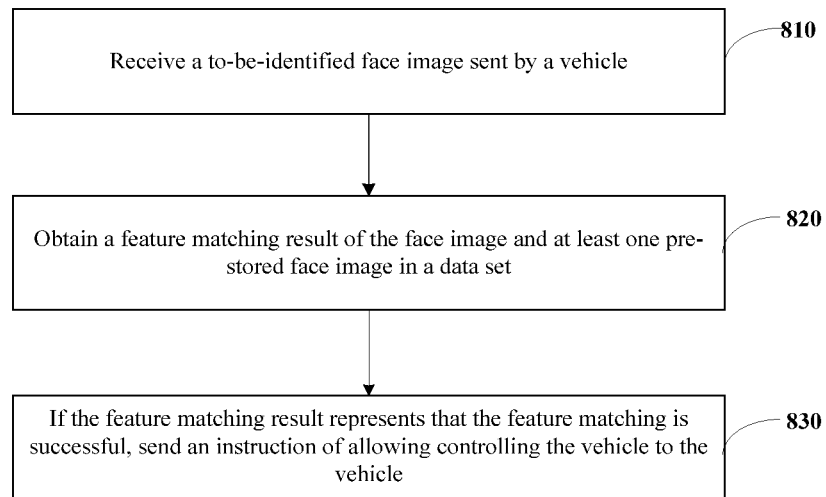 Receive a to-be-identified face image sent by a vehicle
810
Obtain a feature matching result of the face image and at least one pre-
stored face image in a data set
820
If the feature matching result represents that the feature matching is
successful, send an instruction of allowing controlling the vehicle to the
vehicle
830